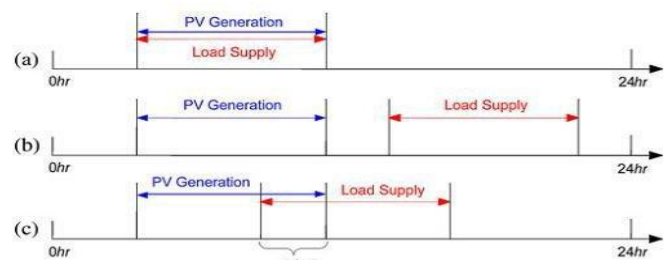 PV Generation
Load Supply
(a)
0hr 24hr
PV Generation Load Supply
(b)
0hr 24hr
PV Generation Load Supply
(c)
0hr 24hr